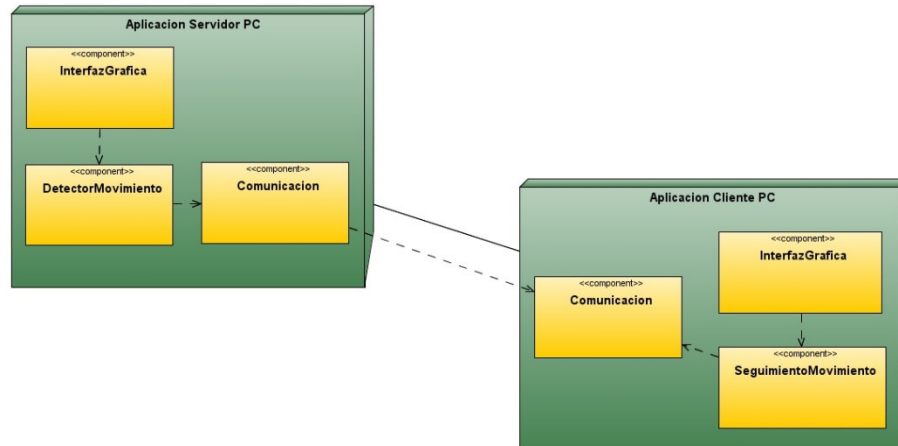 Aplicacion Servidor PC
<<component>>
InterfazGrafica
<<component>>
DetectorMovimiento
<<component>>
Comunicacion
Aplicacion Cliente PC
<<component>>
InterfazGrafica
<<component>>
Comunicacion
<<component>>
SeguimientoMovimiento